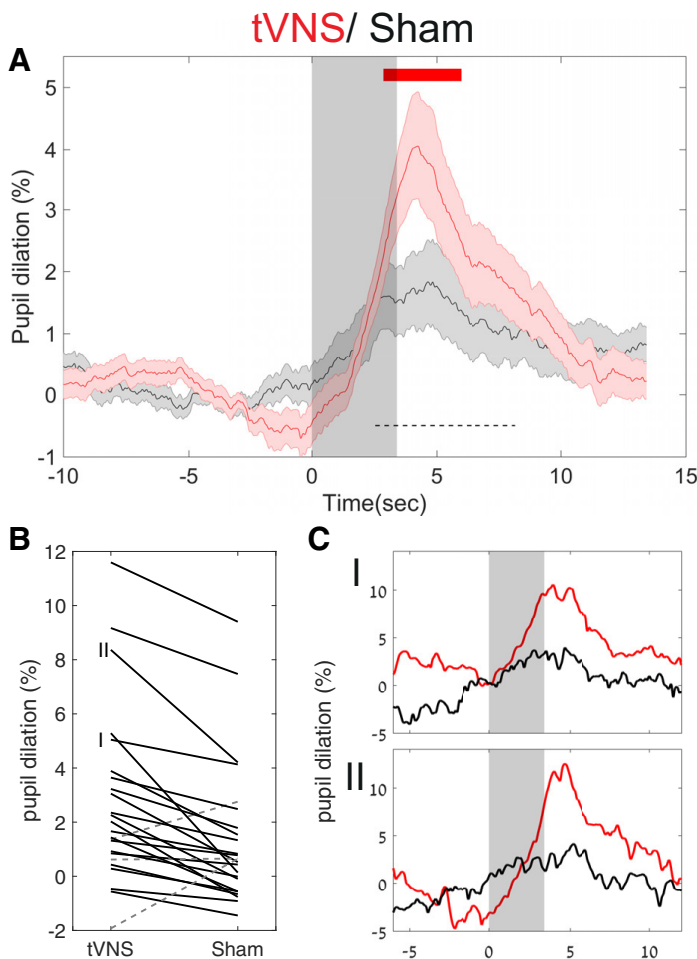 tVNS/ Sham
A
Pupil dilation (%)
5
4
3
2
1
0
-1
-10 -5 0 5 10 15
Time(sec)
B
pupil dilation (%)
12
10
8
6
4
2
0
-2
II
I
tVNS Sham
C
pupil dilation (%)
I
10
5
0
-5
II
10
5
0
-5
0 5 10